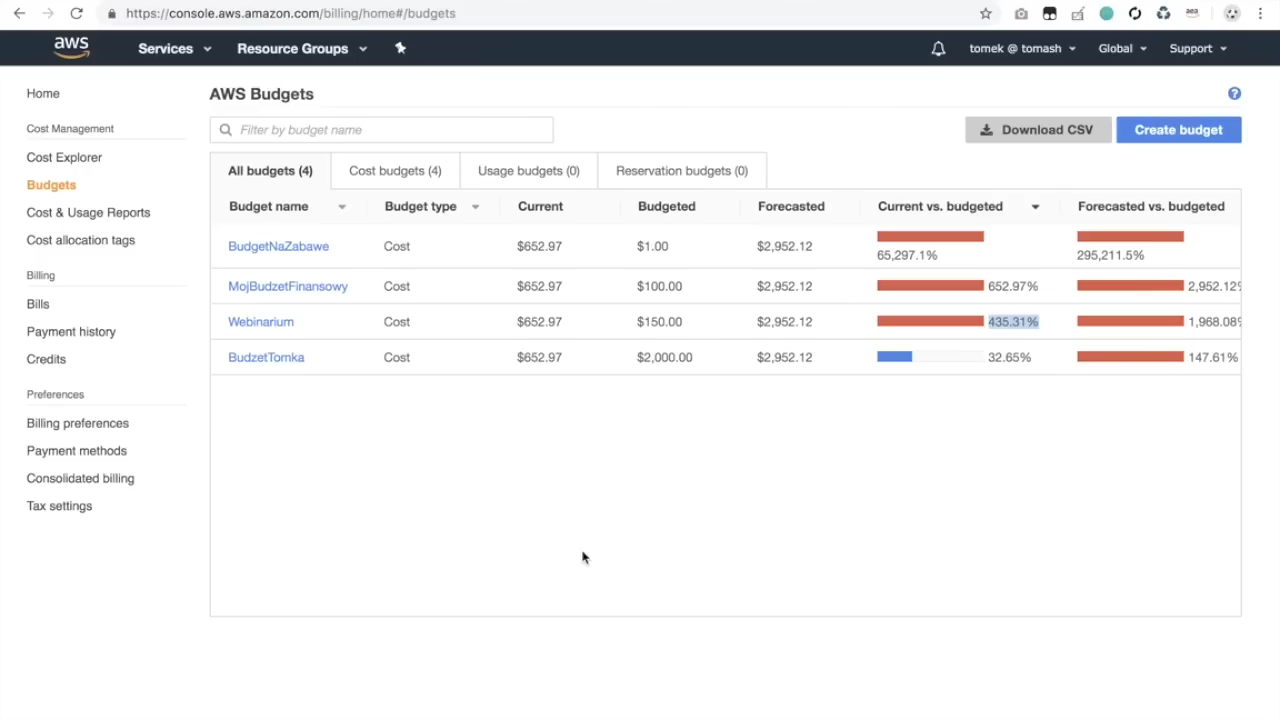 https://console.aws.amazon.com/billing/home#/budgets
aws Services Resource Groups tomek @ tomash Global Support
Home
Cost Management
Cost Explorer
Budgets
Cost & Usage Reports
Cost allocation tags
Billing
Bills
Payment history
Credits
Preferences
Billing preferences
Payment methods
Consolidated billing
Tax settings
AWS Budgets
Filter by budget name
Download CSV
Create budget
All budgets (4) Cost budgets (4) Usage budgets (0) Reservation budgets (0)
Budget name Budget type Current Budgeted Forecasted Current vs. budgeted Forecasted vs. budgeted
BudgetNaZabawe Cost $652.97 $1.00 $2,952.12 65,297.1% 295,211.5%
MojBudzetFinansowy Cost $652.97 $100.00 $2,952.12 652.97% 2,952.12%
Webinarium Cost $652.97 $150.00 $2,952.12 435.31% 1,968.08%
BudzetTomka Cost $652.97 $2,000.00 $2,952.12 32.65% 147.61%